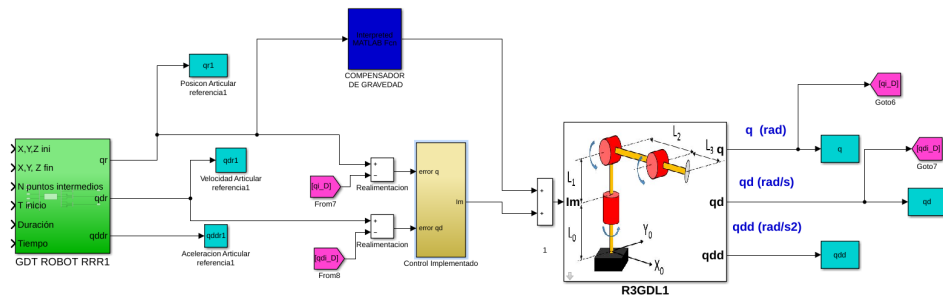 COMPENSADOR
DE GRAVEDAD
qr1
Posicon Articular
referencia1
X,Y,Z ini
X,Y, Z fin
N puntos intermedios
T inicio
Duración
Tiempo
qr
qdr
qddr
GDT ROBOT RRR1
qdr1
Velocidad Articular
referencia1
qddr1
Aceleracion Articular
referencia1
[qi_D]
From7
Realimentacion
[qdi_D]
From8
Realimentacion
error q
error qd
Im
Control Implementado
+
-
+
-
+
+
1
Im
L1
L0
L2
L3
Y0
X0
q
qd
qdd
R3GDL1
q (rad)
qd (rad/s)
qdd (rad/s2)
[qi_D]
Goto6
q
[qdi_D]
Goto7
qd
qdd